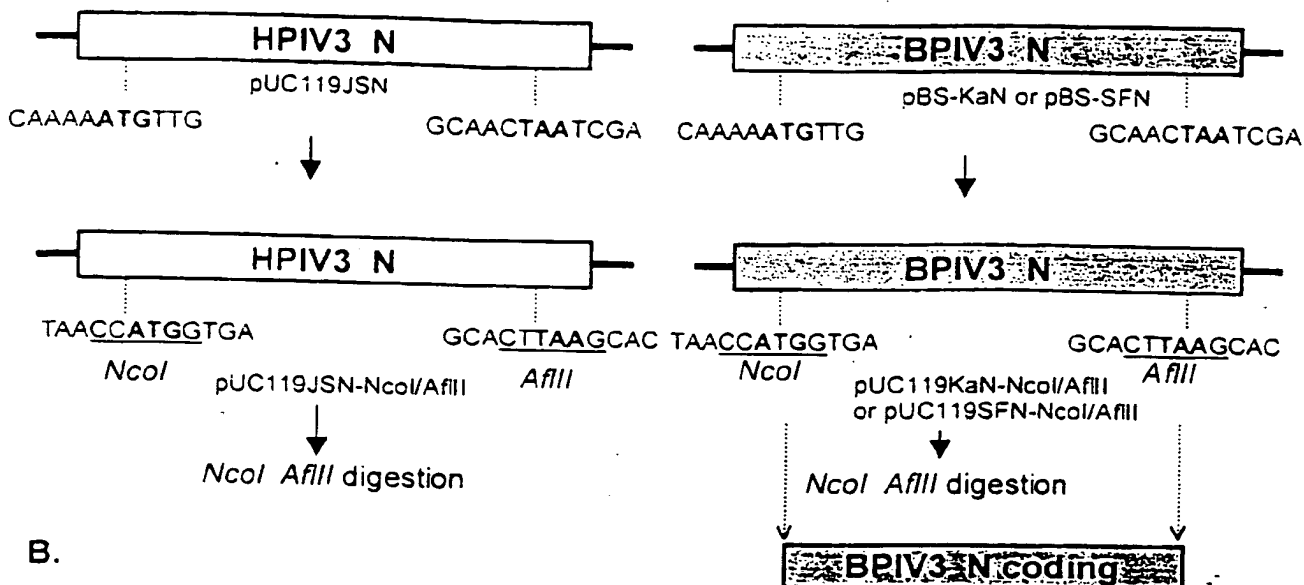 HPIV3 N
BPIV3 N
pUC119JSN
pBS-KaN or pBS-SFN
CAAAAATGTTG
GCAACTAATCGA
CAAAAATGTTG
GCAACTAATCGA
HPIV3 N
BPIV3 N
TAACCATGGTGA
GCACTTAAGCAC
TAACCATGGTGA
GCACTTAAGCAC
NcoI
AflII
NcoI
AflII
pUC119JSN-NcoI/AflII
pUC119KaN-NcoI/AflII
or pUC119SFN-NcoI/AflII
NcoI AflII digestion
NcoI AflII digestion
B.
BPIV3 N coding